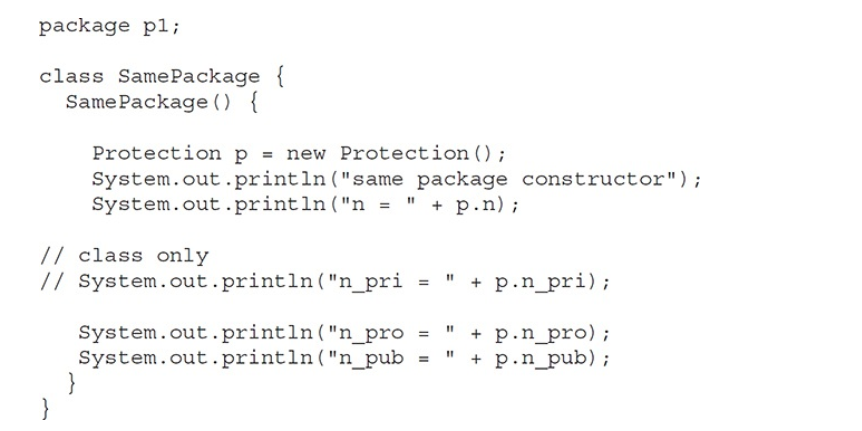 package p1;
class SamePackage {
SamePackage() {
Protection p = new Protection();
System.out.println("same package constructor");
System.out.println("n = " + p.n);
// class only
// System.out.println("n_pri = " + p.n_pri);
System.out.println("n_pro = " + p.n_pro);
System.out.println("n_pub = " + p.n_pub);
}
}